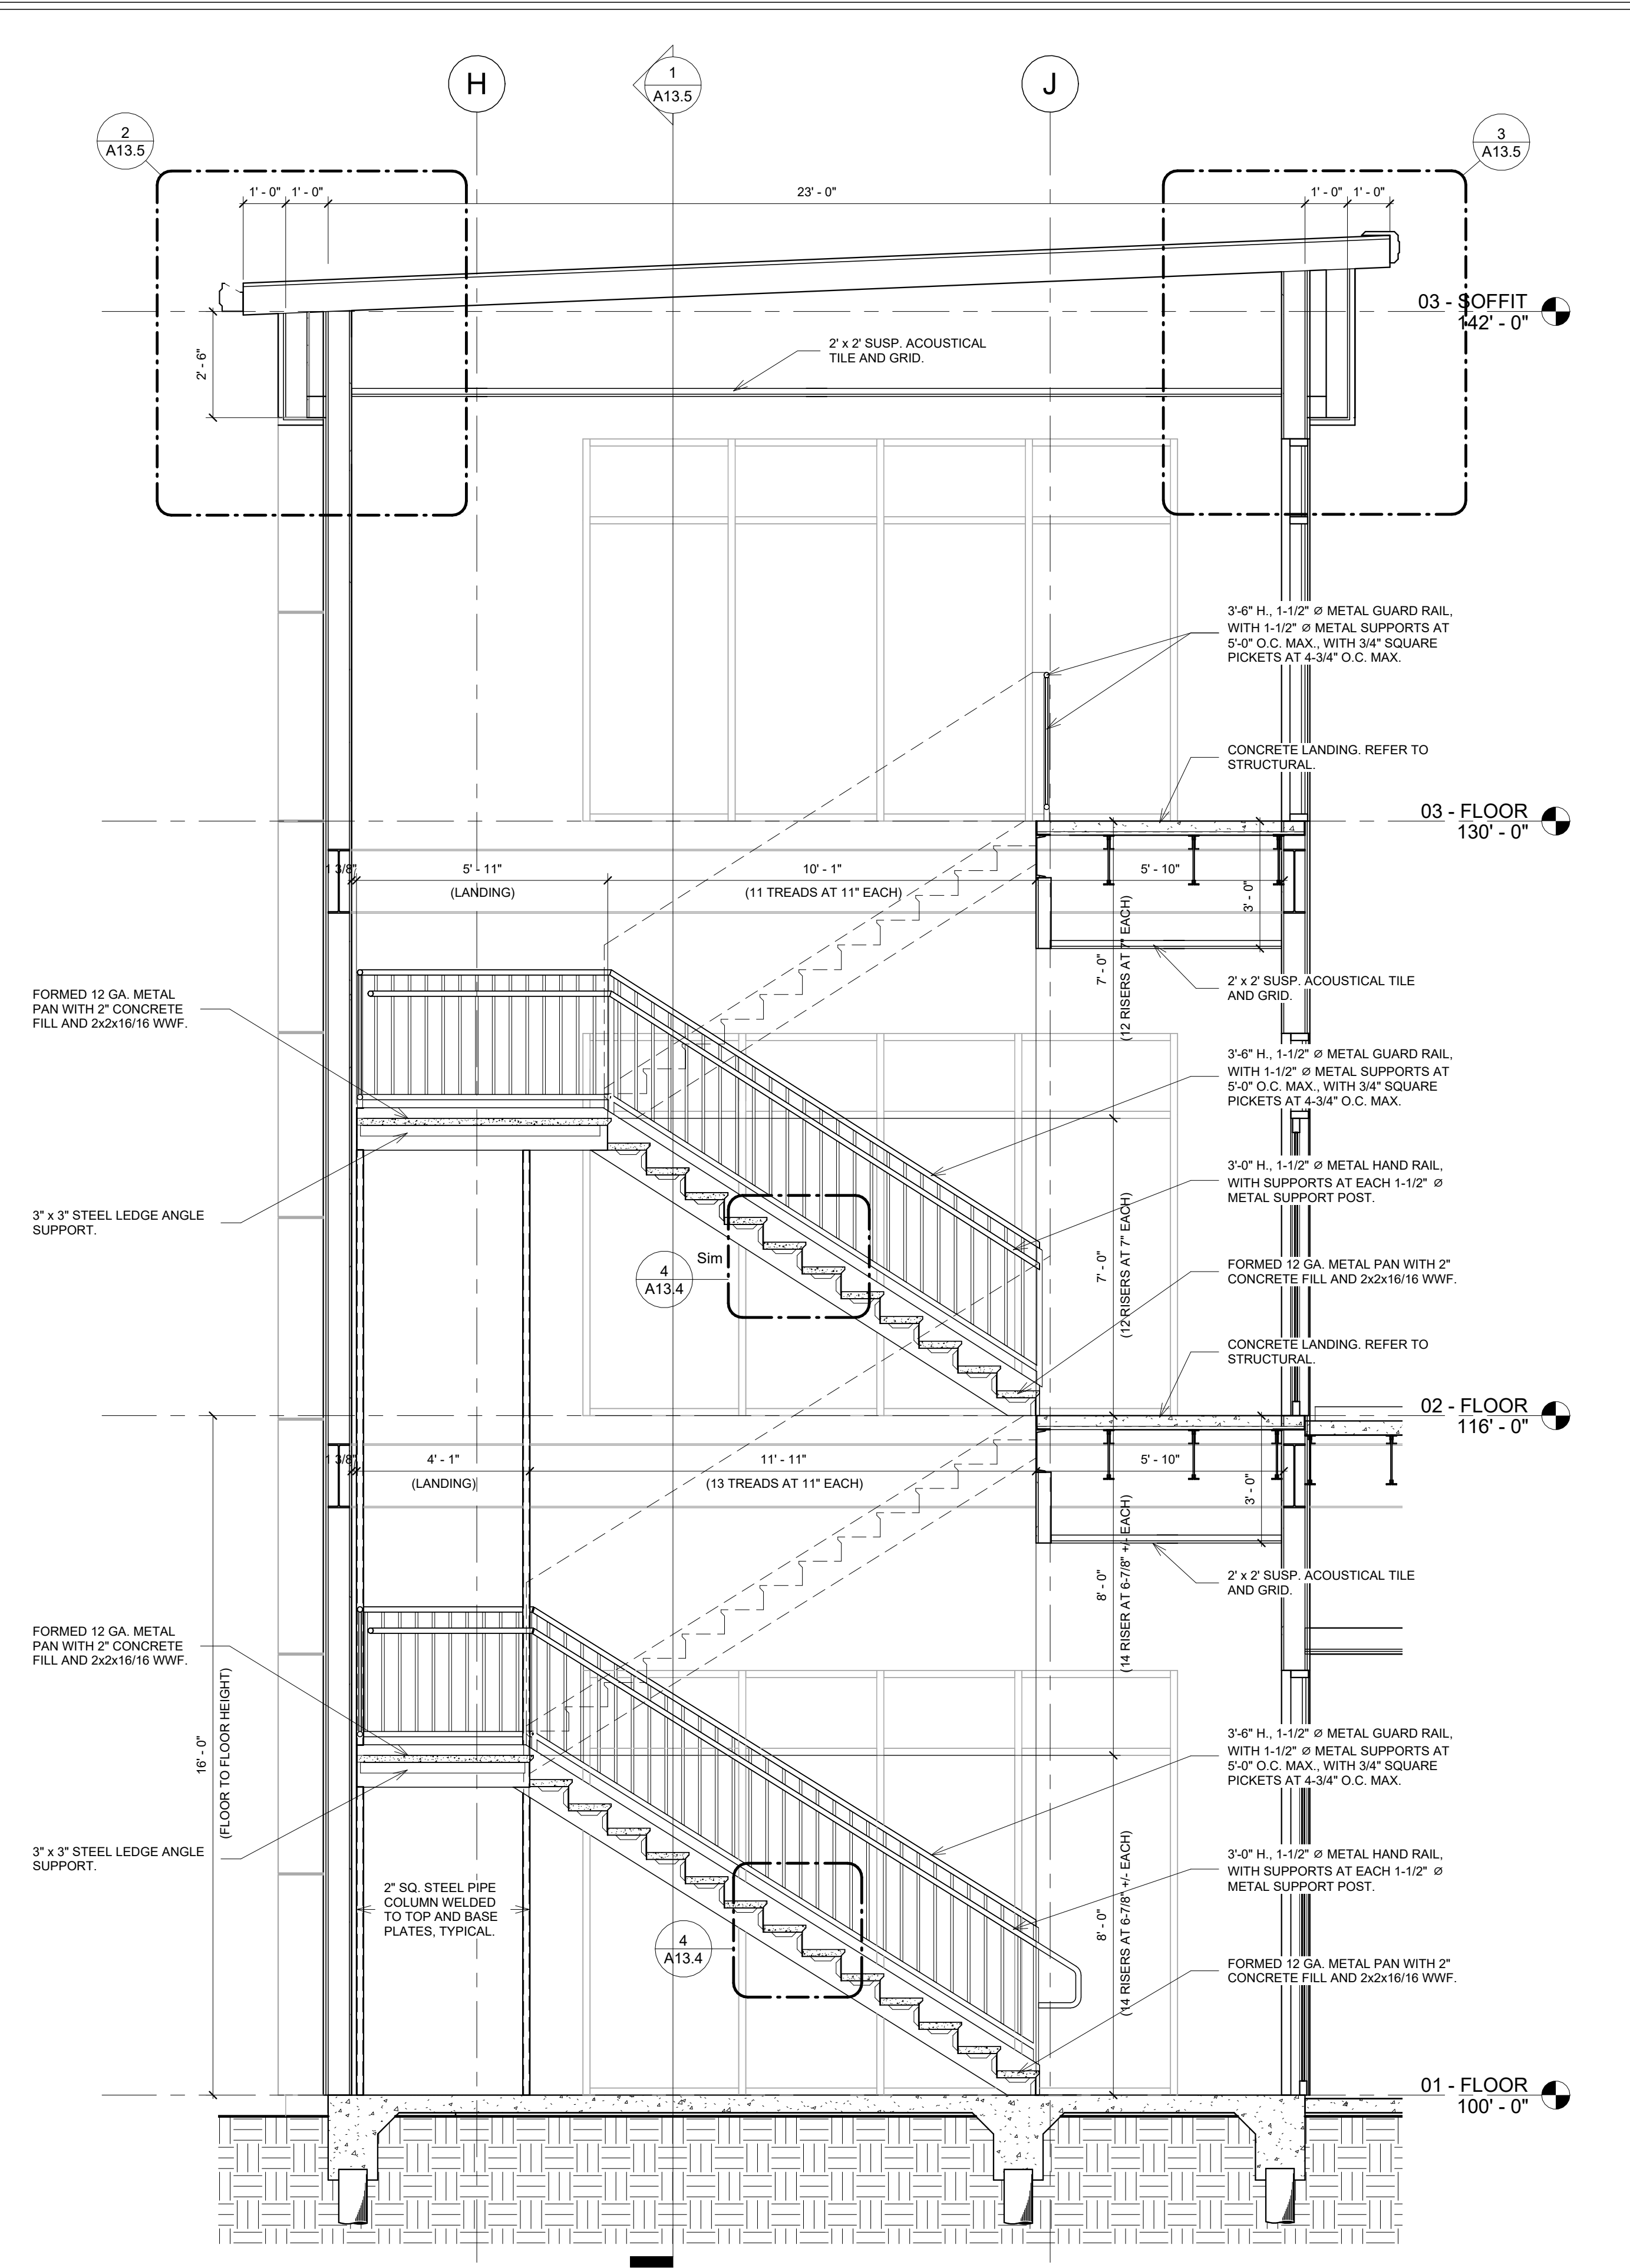 H
1
A13.5
J
2
A13.5
3
A13.5
1' - 0"
1' - 0"
23' - 0"
1' - 0"
1' - 0"
03 - SOFFIT
142' - 0"
2' - 6"
2' x 2' SUSP. ACOUSTICAL
TILE AND GRID.
3'-6" H., 1-1/2" ⌀ METAL GUARD RAIL,
WITH 1-1/2" ⌀ METAL SUPPORTS AT
5'-0" O.C. MAX., WITH 3/4" SQUARE
PICKETS AT 4-3/4" O.C. MAX.
CONCRETE LANDING. REFER TO
STRUCTURAL.
03 - FLOOR
130' - 0"
1 3/8"
5' - 11"
(LANDING)
10' - 1"
(11 TREADS AT 11" EACH)
5' - 10"
3' - 0"
7' - 0"
(12 RISERS AT 7" EACH)
2' x 2' SUSP. ACOUSTICAL TILE
AND GRID.
FORMED 12 GA. METAL
PAN WITH 2" CONCRETE
FILL AND 2x2x16/16 WWF.
3'-6" H., 1-1/2" ⌀ METAL GUARD RAIL,
WITH 1-1/2" ⌀ METAL SUPPORTS AT
5'-0" O.C. MAX., WITH 3/4" SQUARE
PICKETS AT 4-3/4" O.C. MAX.
3'-0" H., 1-1/2" ⌀ METAL HAND RAIL,
WITH SUPPORTS AT EACH 1-1/2" ⌀
METAL SUPPORT POST.
3" x 3" STEEL LEDGE ANGLE
SUPPORT.
Sim
4
A13.4
7' - 0"
(12 RISERS AT 7" EACH)
FORMED 12 GA. METAL PAN WITH 2"
CONCRETE FILL AND 2x2x16/16 WWF.
CONCRETE LANDING. REFER TO
STRUCTURAL.
02 - FLOOR
116' - 0"
1 3/8"
4' - 1"
(LANDING)
11' - 11"
(13 TREADS AT 11" EACH)
5' - 10"
3' - 0"
8' - 0"
(14 RISER AT 6-7/8" +/- EACH)
2' x 2' SUSP. ACOUSTICAL TILE
AND GRID.
FORMED 12 GA. METAL
PAN WITH 2" CONCRETE
FILL AND 2x2x16/16 WWF.
16' - 0"
(FLOOR TO FLOOR HEIGHT)
3'-6" H., 1-1/2" ⌀ METAL GUARD RAIL,
WITH 1-1/2" ⌀ METAL SUPPORTS AT
5'-0" O.C. MAX., WITH 3/4" SQUARE
PICKETS AT 4-3/4" O.C. MAX.
3" x 3" STEEL LEDGE ANGLE
SUPPORT.
3'-0" H., 1-1/2" ⌀ METAL HAND RAIL,
WITH SUPPORTS AT EACH 1-1/2" ⌀
METAL SUPPORT POST.
2" SQ. STEEL PIPE
COLUMN WELDED
TO TOP AND BASE
PLATES, TYPICAL.
4
A13.4
8' - 0"
(14 RISERS AT 6-7/8" +/- EACH)
FORMED 12 GA. METAL PAN WITH 2"
CONCRETE FILL AND 2x2x16/16 WWF.
01 - FLOOR
100' - 0"